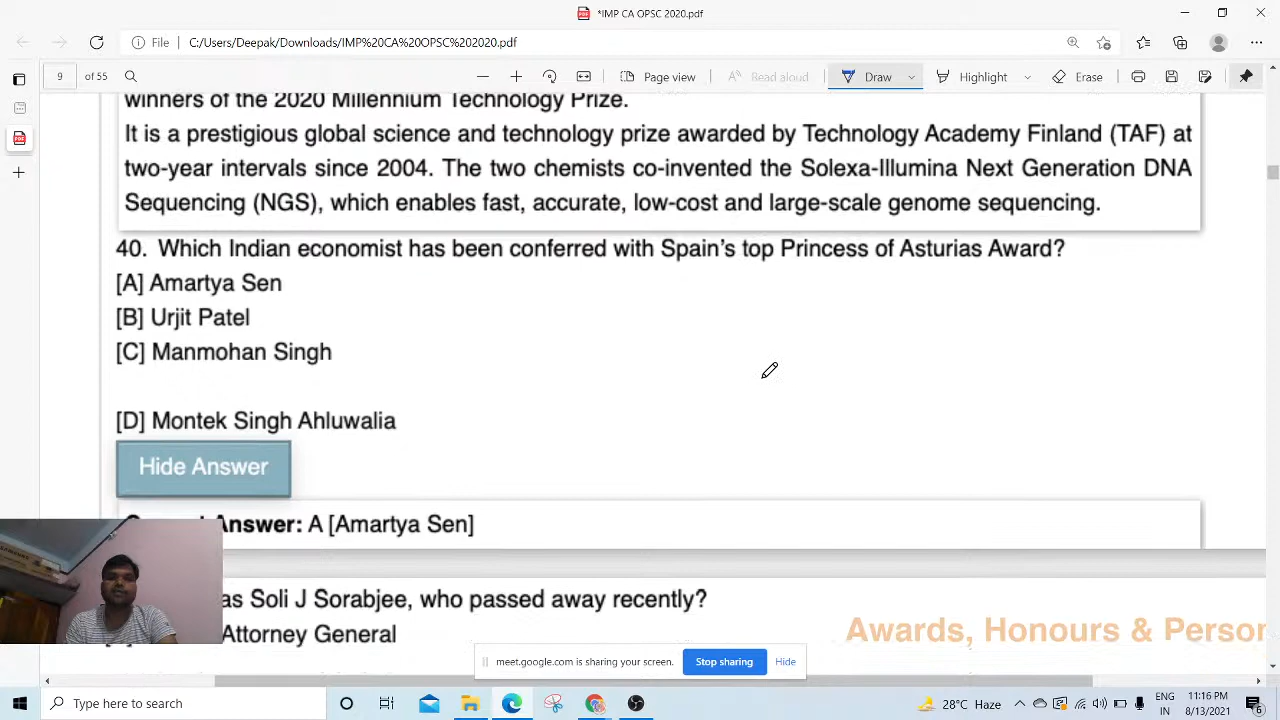 *IMP CA OPSC 2020.pdf
File
C:/Users/Deepak/Downloads/IMP%20CA%20OPSC%202020.pdf
9 of 55
Page view
Read aloud
Draw
Highlight
Erase
winners of the 2020 Millennium Technology Prize.
It is a prestigious global science and technology prize awarded by Technology Academy Finland (TAF) at
two-year intervals since 2004. The two chemists co-invented the Solexa-Illumina Next Generation DNA
Sequencing (NGS), which enables fast, accurate, low-cost and large-scale genome sequencing.
40. Which Indian economist has been conferred with Spain's top Princess of Asturias Award?
[A] Amartya Sen
[B] Urjit Patel
[C] Manmohan Singh
[D] Montek Singh Ahluwalia
Hide Answer
Answer: A [Amartya Sen]
as Soli J Sorabjee, who passed away recently?
Attorney General
Awards, Honours & Person
meet.google.com is sharing your screen.
Stop sharing
Hide
Type here to search
28°C Haze
ENG
IN
11:16 PM
8/13/2021
6